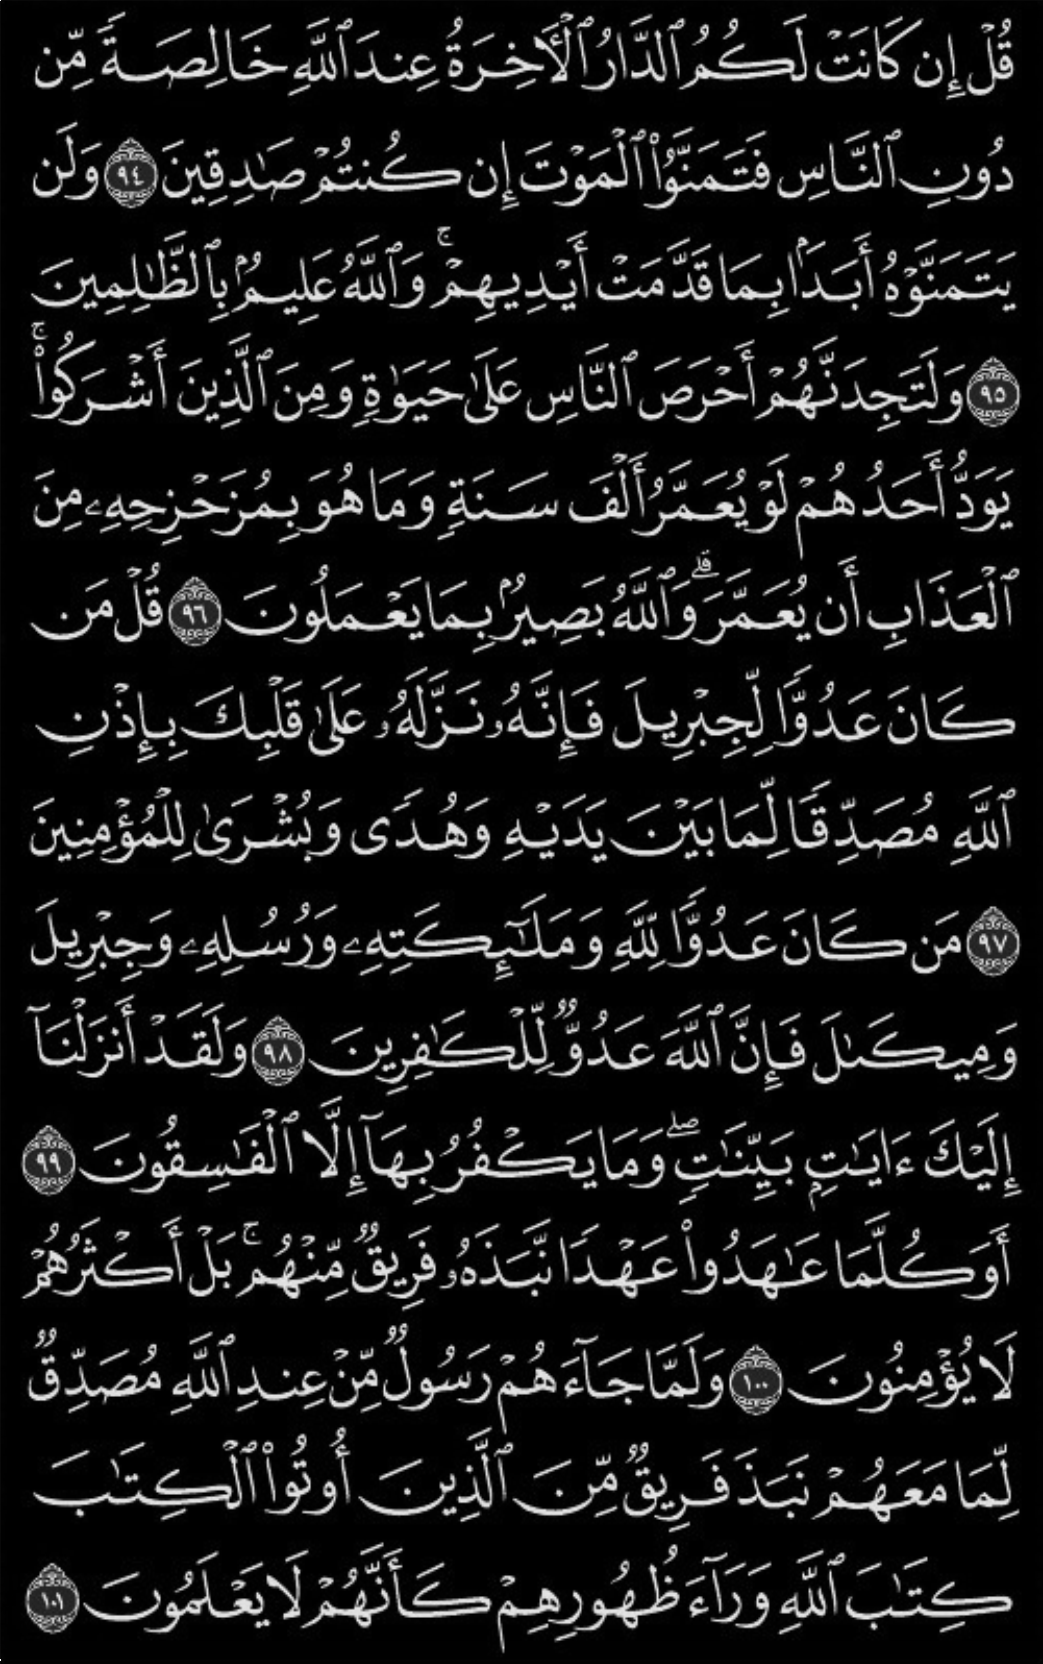 قُلْ إِن كَانَتْ لَكُمُ ٱلدَّارُ ٱلْأَخِرَةُ عِندَ ٱللَّهِ خَالِصَةً مِّن
دُونِ ٱلنَّاسِ فَتَمَنَّوُا۟ ٱلْمَوْتَ إِن كُنتُمْ صَٰدِقِينَ ٩٤ وَلَن
يَتَمَنَّوْهُ أَبَدًۢا بِمَا قَدَّمَتْ أَيْدِيهِمْ ۚ وَٱللَّهُ عَلِيمٌۢ بِٱلظَّٰلِمِينَ
٩٥ وَلَتَجِدَنَّهُمْ أَحْرَصَ ٱلنَّاسِ عَلَىٰ حَيَوٰةٍ وَمِنَ ٱلَّذِينَ أَشْرَكُوا۟ ۚ
يَوَدُّ أَحَدُهُمْ لَوْ يُعَمَّرُ أَلْفَ سَنَةٍ وَمَا هُوَ بِمُزَحْزِحِهِۦ مِنَ
ٱلْعَذَابِ أَن يُعَمَّرَ ۗ وَٱللَّهُ بَصِيرٌۢ بِمَا يَعْمَلُونَ ٩٦ قُلْ مَن
كَانَ عَدُوًّا لِّجِبْرِيلَ فَإِنَّهُۥ نَزَّلَهُۥ عَلَىٰ قَلْبِكَ بِإِذْنِ
ٱللَّهِ مُصَدِّقًا لِّمَا بَيْنَ يَدَيْهِ وَهُدًى وَبُشْرَىٰ لِلْمُؤْمِنِينَ
٩٧ مَن كَانَ عَدُوًّا لِّلَّهِ وَمَلَٰٓئِكَتِهِۦ وَرُسُلِهِۦ وَجِبْرِيلَ
وَمِيكَىٰلَ فَإِنَّ ٱللَّهَ عَدُوٌّ لِّلْكَٰفِرِينَ ٩٨ وَلَقَدْ أَنزَلْنَآ
إِلَيْكَ ءَايَٰتٍۭ بَيِّنَٰتٍ ۖ وَمَا يَكْفُرُ بِهَآ إِلَّا ٱلْفَٰسِقُونَ ٩٩
أَوَكُلَّمَا عَٰهَدُوا۟ عَهْدًا نَّبَذَهُۥ فَرِيقٌ مِّنْهُم ۚ بَلْ أَكْثَرُهُمْ
لَا يُؤْمِنُونَ ١٠٠ وَلَمَّا جَآءَهُمْ رَسُولٌ مِّنْ عِندِ ٱللَّهِ مُصَدِّقٌ
لِّمَا مَعَهُمْ نَبَذَ فَرِيقٌ مِّنَ ٱلَّذِينَ أُوتُوا۟ ٱلْكِتَٰبَ
كِتَٰبَ ٱللَّهِ وَرَآءَ ظُهُورِهِمْ كَأَنَّهُمْ لَا يَعْلَمُونَ ١٠١